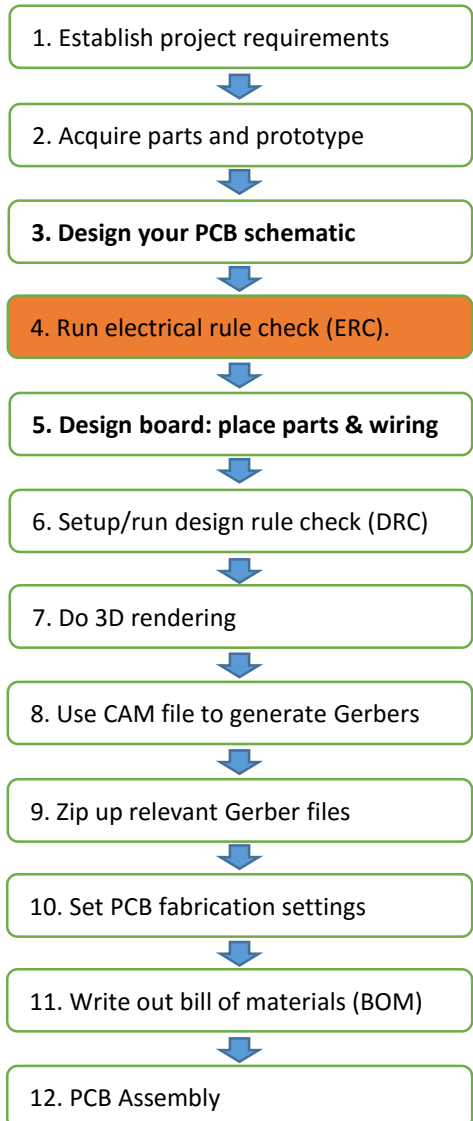 1. Establish project requirements
2. Acquire parts and prototype
3. Design your PCB schematic
4. Run electrical rule check (ERC).
5. Design board: place parts & wiring
6. Setup/run design rule check (DRC)
7. Do 3D rendering
8. Use CAM file to generate Gerbers
9. Zip up relevant Gerber files
10. Set PCB fabrication settings
11. Write out bill of materials (BOM)
12. PCB Assembly